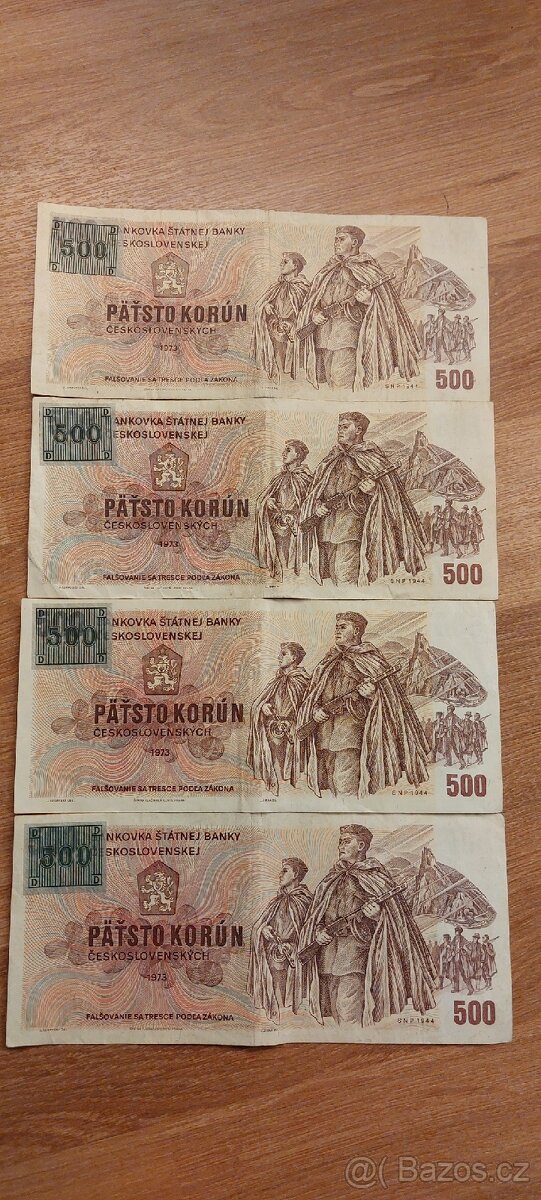 D D
500
D D
NKOVKA ŠTÁTNEJ BANKY
ESKOSLOVENSKEJ
PÄŤSTO KORÚN
ČESKOSLOVENSKÝCH
1973
FALŠOVANIE SA TRESCE PODĽA ZÁKONA
SNP 1944
500
D D
500
D D
ANKOVKA ŠTÁTNEJ BANKY
ESKOSLOVENSKEJ
PÄŤSTO KORÚN
ČESKOSLOVENSKÝCH
1973
FALŠOVANIE SA TRESCE PODĽA ZÁKONA
SNP 1944
500
D D
500
D D
ANKOVKA ŠTÁTNEJ BANKY
ESKOSLOVENSKEJ
PÄŤSTO KORÚN
ČESKOSLOVENSKÝCH
1973
FALŠOVANIE SA TRESCE PODĽA ZÁKONA
SNP 1944
500
D D
500
D D
NKOVKA ŠTÁTNEJ BANKY
ESKOSLOVENSKEJ
PÄŤSTO KORÚN
ČESKOSLOVENSKÝCH
1973
FALŠOVANIE SA TRESCE PODĽA ZÁKONA
SNP 1944
500
@( Bazos.cz